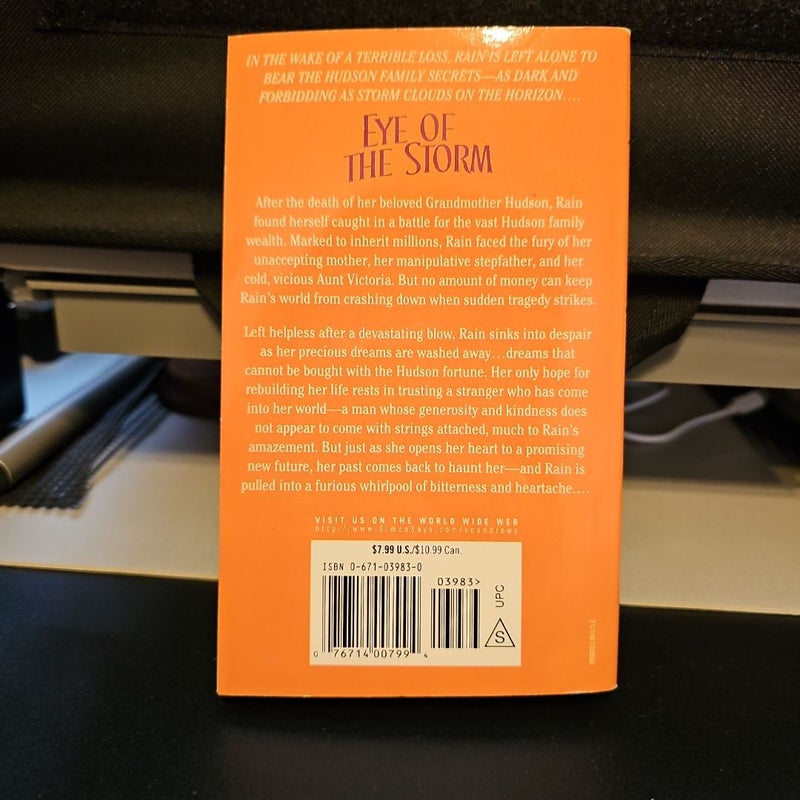 IN THE WAKE OF A TERRIBLE LOSS, RAIN IS LEFT ALONE TO
BEAR THE HUDSON FAMILY SECRETS—AS DARK AND
FORBIDDING AS STORM CLOUDS ON THE HORIZON....
EYE OF
THE STORM
After the death of her beloved Grandmother Hudson, Rain
found herself caught in a battle for the vast Hudson family
wealth. Marked to inherit millions, Rain faced the fury of her
unaccepting mother, her manipulative stepfather, and her
cold, vicious Aunt Victoria. But no amount of money can keep
Rain's world from crashing down when sudden tragedy strikes.
Left helpless after a devastating blow, Rain sinks into despair
as her precious dreams are washed away...dreams that
cannot be bought with the Hudson fortune. Her only hope for
rebuilding her life rests in trusting a stranger who has come
into her world—a man whose generosity and kindness does
not appear to come with strings attached, much to Rain's
amazement. But just as she opens her heart to a promising
new future, her past comes back to haunt her—and Rain is
pulled into a furious whirlpool of bitterness and heartache....
VISIT US ON THE WORLD WIDE WEB
http://www.SimonSays.com/vcandrews
$7.99 U.S./$10.99 Can.
ISBN 0-671-03983-0
03983>
UPC
S
0 76714 00799 4
PRINTED IN U.S.A.